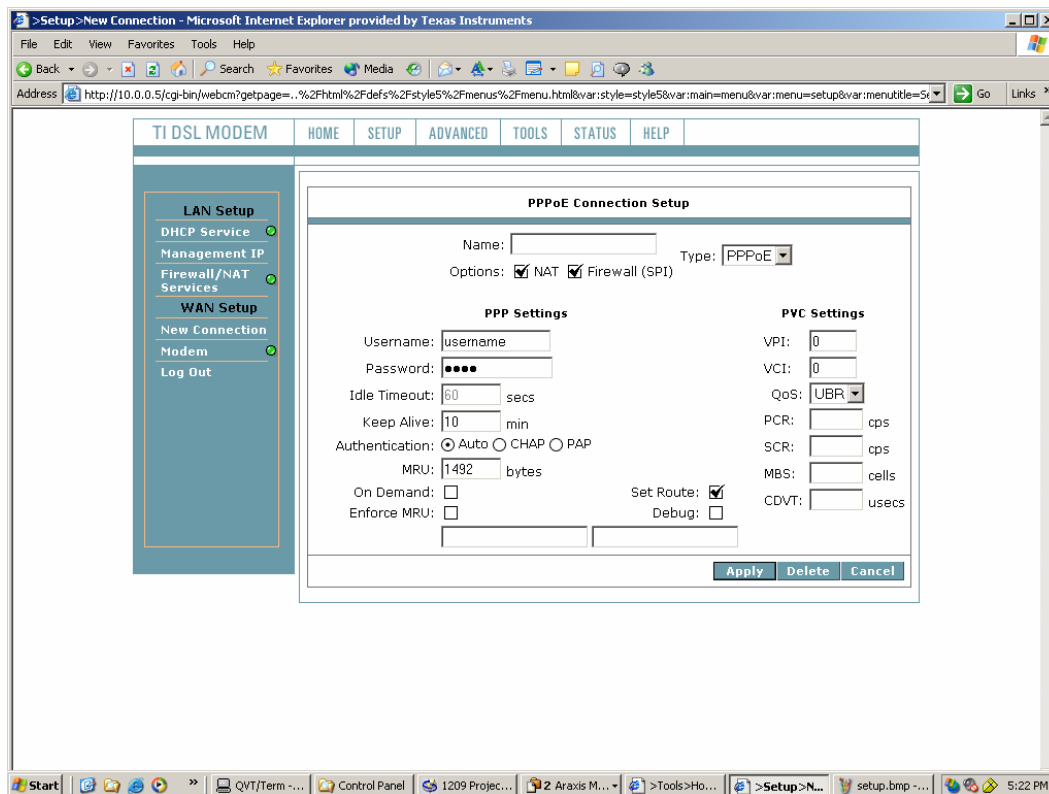 >Setup>New Connection - Microsoft Internet Explorer provided by Texas Instruments
File Edit View Favorites Tools Help
Back Search Favorites Media
Address http://10.0.0.5/cgi-bin/webcm?getpage=..%2Fhtml%2Fdefs%2Fstyle5%2Fmenus%2Fmenu.html&var:style=style5&var:main=menu&var:menu=setup&var:menutitle=Se Go Links »
TI DSL MODEM HOME SETUP ADVANCED TOOLS STATUS HELP
LAN Setup
DHCP Service
Management IP
Firewall/NAT
Services
WAN Setup
New Connection
Modem
Log Out
PPPoE Connection Setup
Name:
Type: PPPoE
Options: NAT Firewall (SPI)
PPP Settings
Username: username
Password: ●●●●
Idle Timeout: 60 secs
Keep Alive: 10 min
Authentication: Auto CHAP PAP
MRU: 1492 bytes
On Demand: Set Route:
Enforce MRU: Debug:
PVC Settings
VPI: 0
VCI: 0
QoS: UBR
PCR: cps
SCR: cps
MBS: cells
CDVT: usecs
Apply Delete Cancel
Start » QVT/Term -... Control Panel 1209 Projec... 2 Araxis M... >Tools>Ho... >Setup>N... setup.bmp -... 5:22 PM